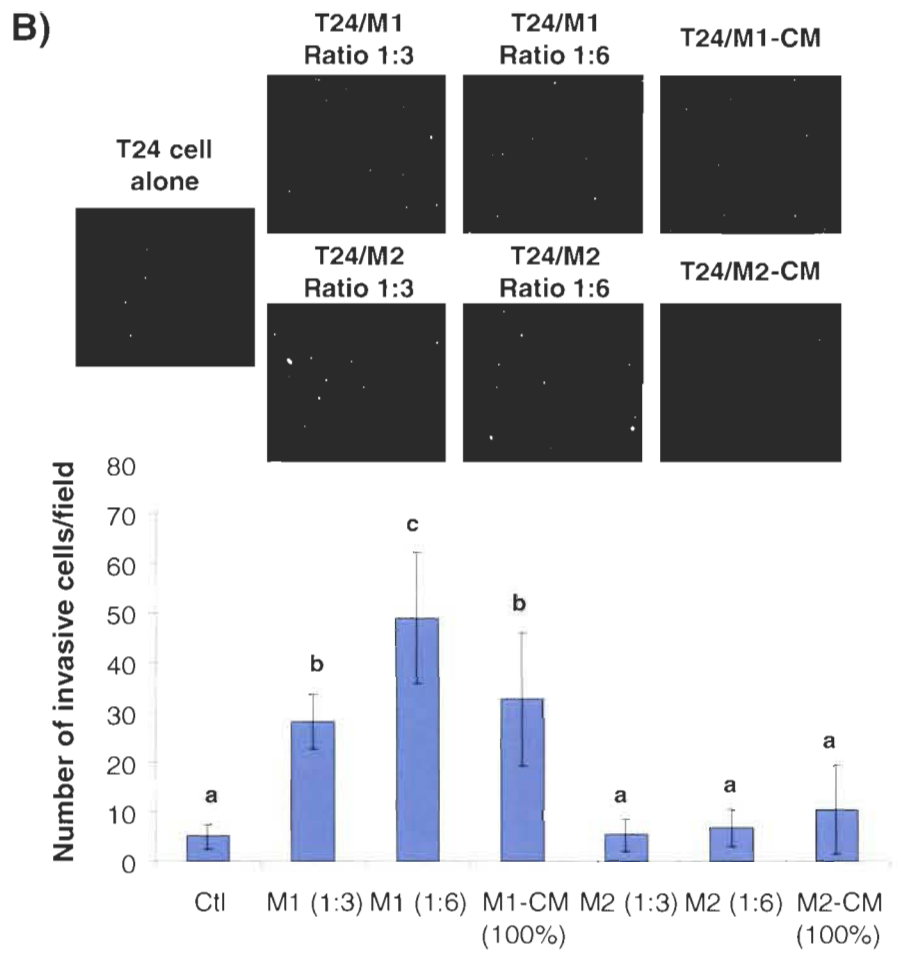 B)
T24 cell
alone
T24/M1
Ratio 1:3
T24/M1
Ratio 1:6
T24/M1-CM
T24/M2
Ratio 1:3
T24/M2
Ratio 1:6
T24/M2-CM
Number of invasive cells/field
80
70
60
50
40
30
20
10
0
a
b
c
b
a
a
a
Ctl
M1 (1:3)
M1 (1:6)
M1-CM
(100%)
M2 (1:3)
M2 (1:6)
M2-CM
(100%)